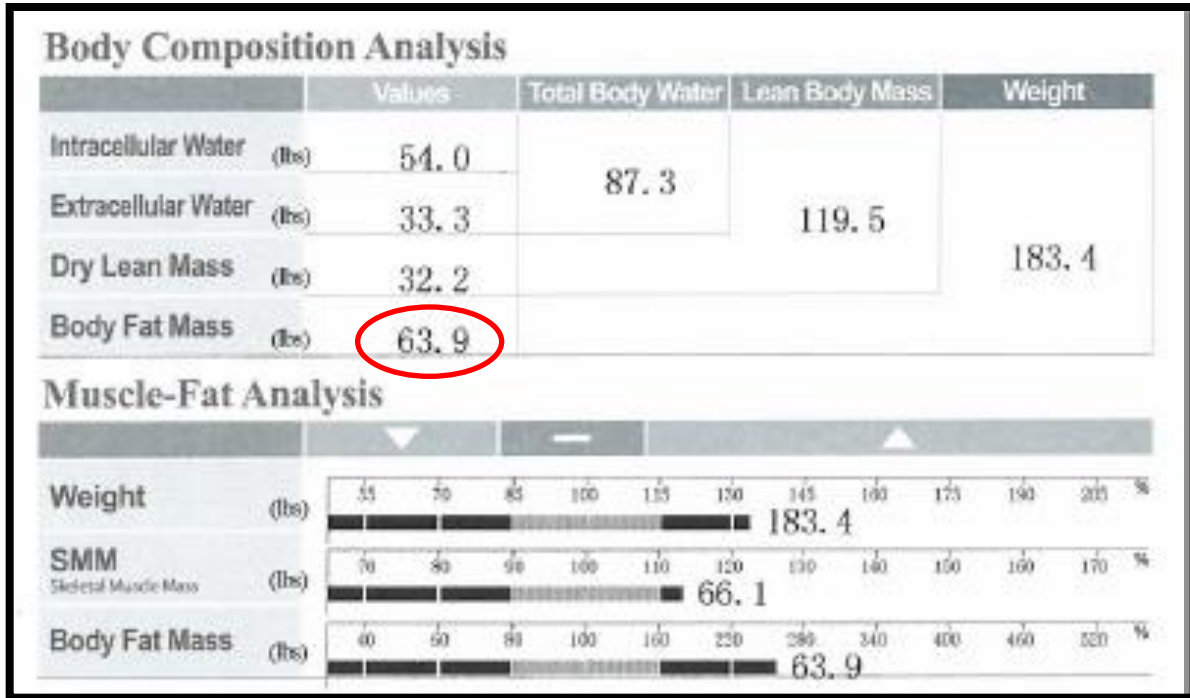 Body Composition Analysis
Values Total Body Water Lean Body Mass Weight
Intracellular Water (lbs) 54.0
87.3
Extracellular Water (lbs) 33.3
119.5
Dry Lean Mass (lbs) 32.2
183.4
Body Fat Mass (lbs) 63.9
Muscle-Fat Analysis
Weight (lbs) 55 70 85 100 115 130 145 160 175 190 205 %
183.4
SMM (lbs) 70 80 90 100 110 120 130 140 150 160 170 %
Skeletal Muscle Mass
66.1
Body Fat Mass (lbs) 40 60 80 100 160 220 280 340 400 460 520 %
63.9